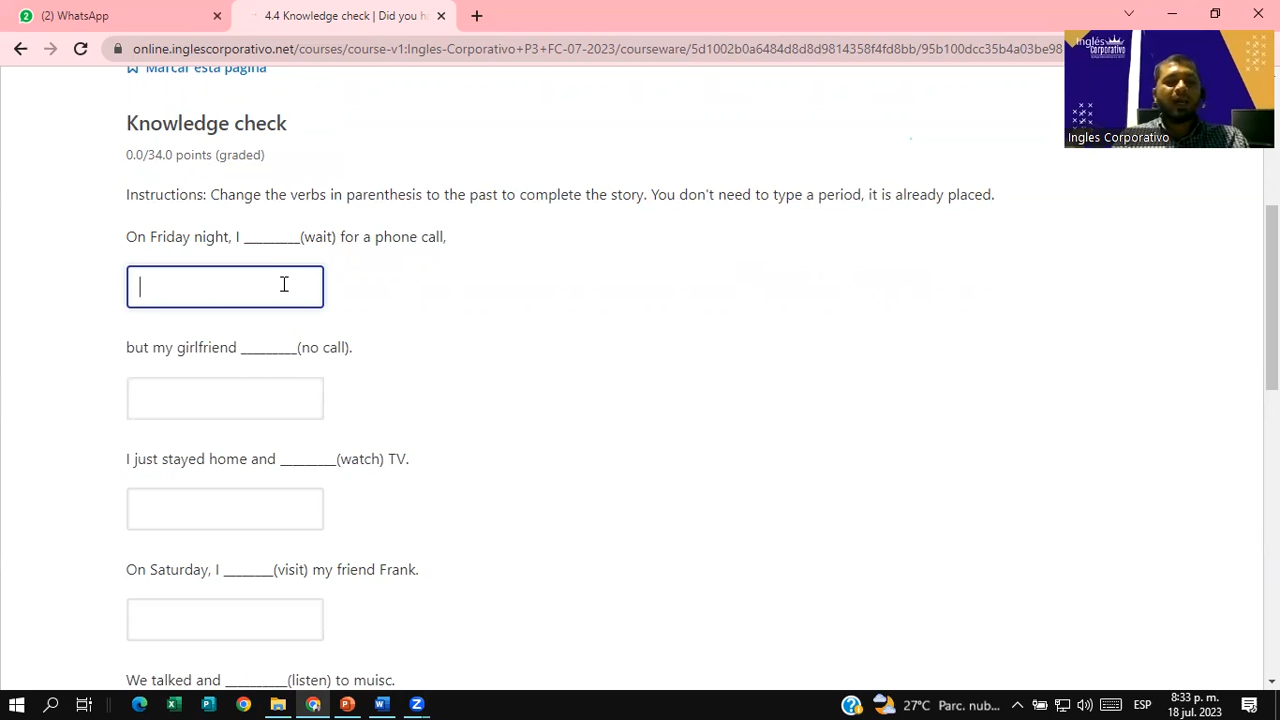 2 (2) WhatsApp
4.4 Knowledge check | Did you h
online.inglescorporativo.net/courses/course-v1:Ingles-Corporativo+P3+FC-07-2023/courseware/5d1002b0a6484d8d8d9814358f4fd8bb/95b100dcc35b4a03be98
Marcar esta página
Inglés
Corporativo
Ingles Corporativo
Knowledge check
0.0/34.0 points (graded)
Instructions: Change the verbs in parenthesis to the past to complete the story. You don't need to type a period, it is already placed.
On Friday night, I ________(wait) for a phone call,
but my girlfriend ________(no call).
I just stayed home and ________(watch) TV.
On Saturday, I _______(visit) my friend Frank.
We talked and _________(listen) to muisc.
27°C Parc. nub...
ESP
8:33 p. m.
18 jul. 2023